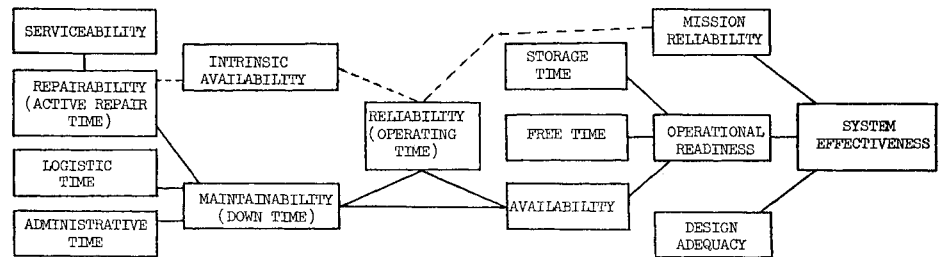 SERVICEABILITY
REPAIRABILITY
(ACTIVE REPAIR
TIME)
LOGISTIC
TIME
ADMINISTRATIVE
TIME
INTRINSIC
AVAILABILITY
MAINTAINABILITY
(DOWN TIME)
RELIABILITY
(OPERATING
TIME)
STORAGE
TIME
FREE TIME
AVAILABILITY
MISSION
RELIABILITY
OPERATIONAL
READINESS
DESIGN
ADEQUACY
SYSTEM
EFFECTIVENESS